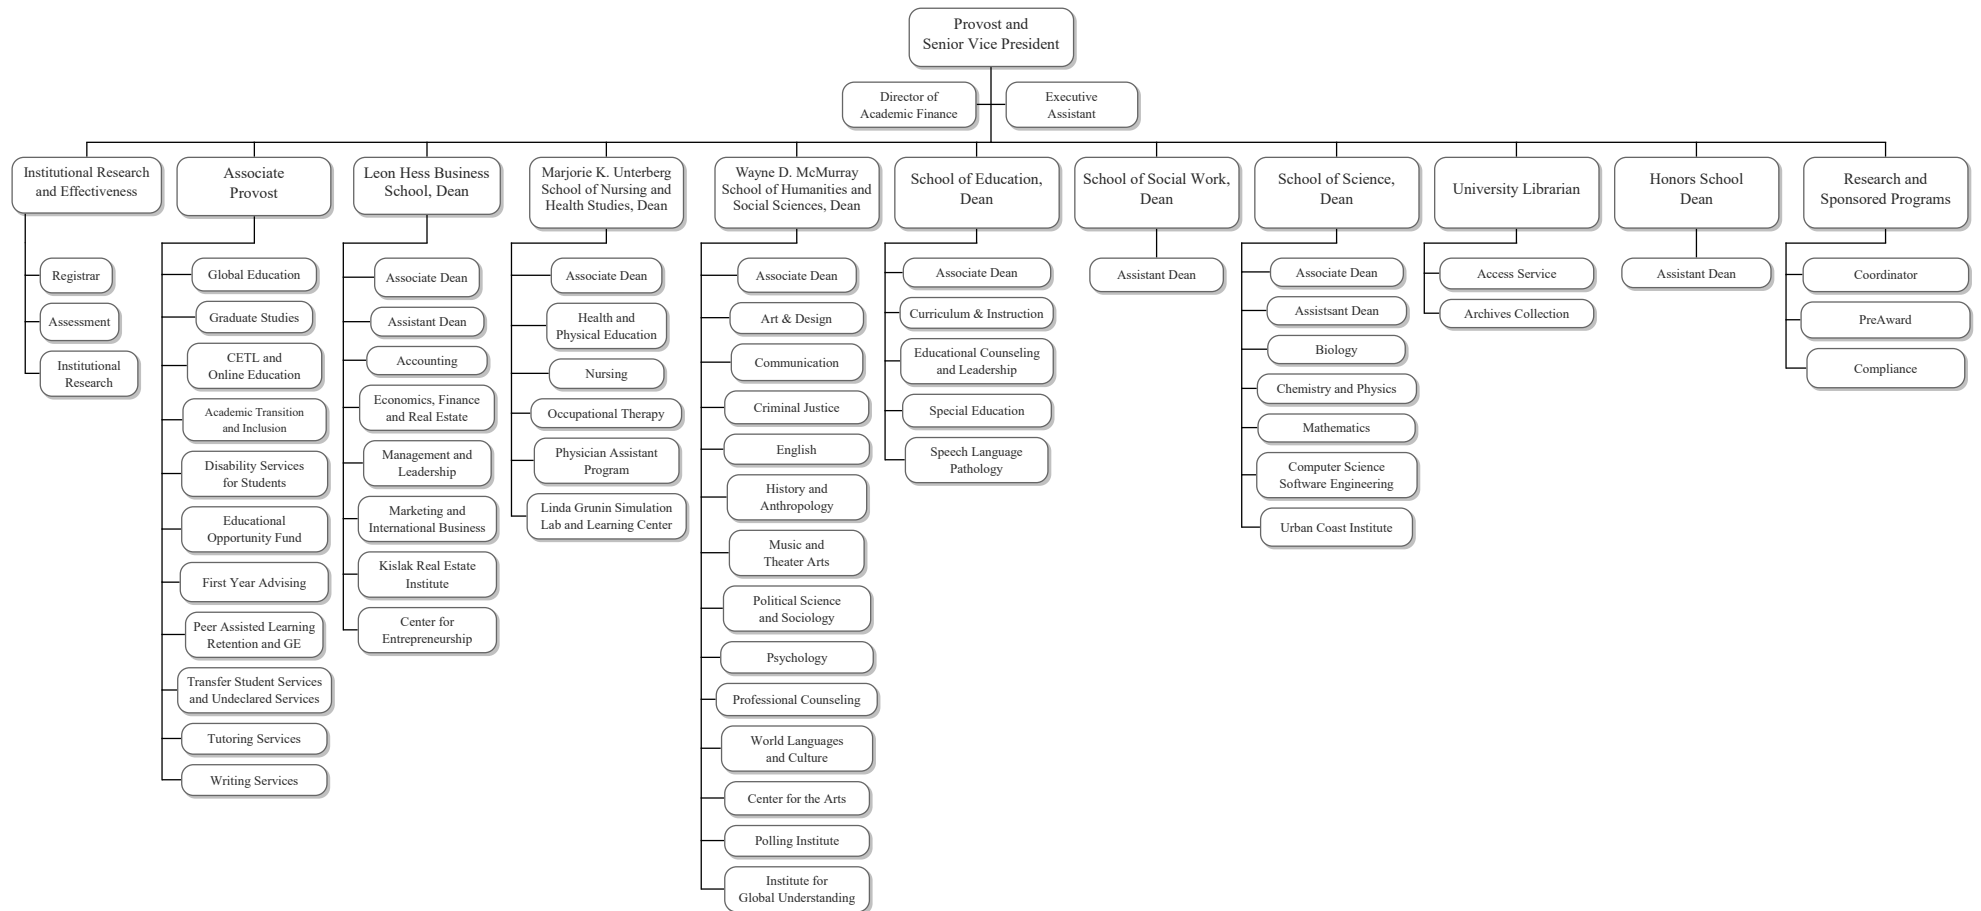 Provost and
Senior Vice President
Director of
Academic Finance
Executive
Assistant
Institutional Research
and Effectiveness
Associate
Provost
Leon Hess Business
School, Dean
Marjorie K. Unterberg
School of Nursing and
Health Studies, Dean
Wayne D. McMurray
School of Humanities and
Social Sciences, Dean
School of Education,
Dean
School of Social Work,
Dean
School of Science,
Dean
University Librarian
Honors School
Dean
Research and
Sponsored Programs
Registrar
Assessment
Institutional
Research
Global Education
Graduate Studies
CETL and
Online Education
Academic Transition
and Inclusion
Disability Services
for Students
Educational
Opportunity Fund
First Year Advising
Peer Assisted Learning
Retention and GE
Transfer Student Services
and Undeclared Services
Tutoring Services
Writing Services
Associate Dean
Assistant Dean
Accounting
Economics, Finance
and Real Estate
Management and
Leadership
Marketing and
International Business
Kislak Real Estate
Institute
Center for
Entrepreneurship
Associate Dean
Health and
Physical Education
Nursing
Occupational Therapy
Physician Assistant
Program
Linda Grunin Simulation
Lab and Learning Center
Associate Dean
Art & Design
Communication
Criminal Justice
English
History and
Anthropology
Music and
Theater Arts
Political Science
and Sociology
Psychology
Professional Counseling
World Languages
and Culture
Center for the Arts
Polling Institute
Institute for
Global Understanding
Associate Dean
Curriculum & Instruction
Educational Counseling
and Leadership
Special Education
Speech Language
Pathology
Assistant Dean
Associate Dean
Assistsant Dean
Biology
Chemistry and Physics
Mathematics
Computer Science
Software Engineering
Urban Coast Institute
Access Service
Archives Collection
Assistant Dean
Coordinator
PreAward
Compliance